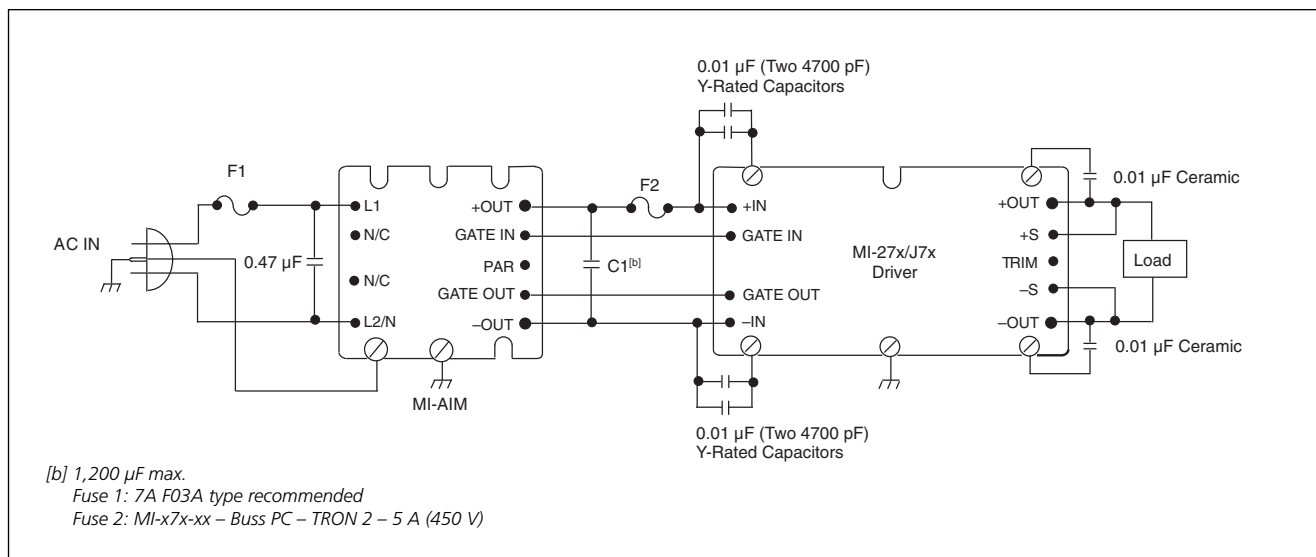 0.01 µF (Two 4700 pF)
Y-Rated Capacitors
F1
F2
0.01 µF Ceramic
AC IN
0.47 µF
L1
N/C
N/C
L2/N
+OUT
GATE IN
PAR
GATE OUT
–OUT
MI-AIM
C1[b]
+IN
GATE IN
GATE OUT
–IN
MI-27x/J7x
Driver
+OUT
+S
TRIM
–S
–OUT
Load
0.01 µF Ceramic
0.01 µF (Two 4700 pF)
Y-Rated Capacitors
[b] 1,200 µF max.
Fuse 1: 7A F03A type recommended
Fuse 2: MI-x7x-xx – Buss PC – TRON 2 – 5 A (450 V)